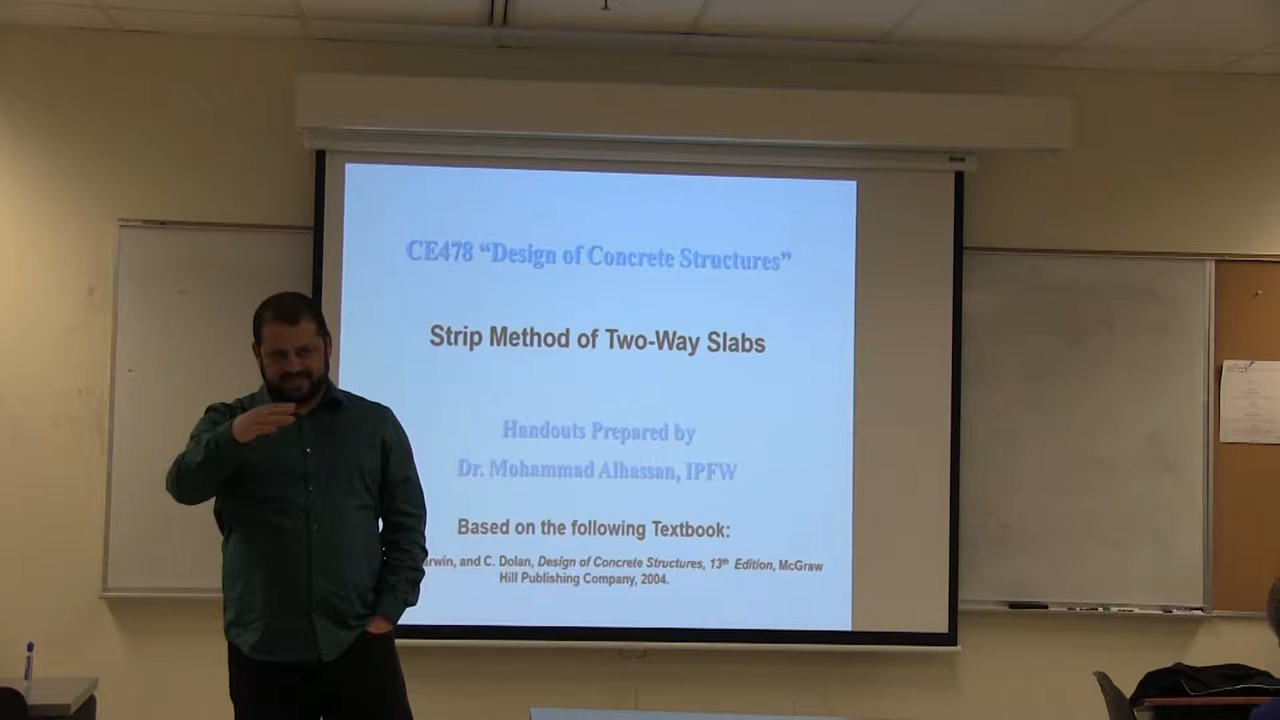 CE478 “Design of Concrete Structures”
Strip Method of Two-Way Slabs
Handouts Prepared by
Dr. Mohammad Alhassan, IPFW
Based on the following Textbook:
and C. Dolan, Design of Concrete Structures, 13th Edition, McGraw
Hill Publishing Company, 2004.